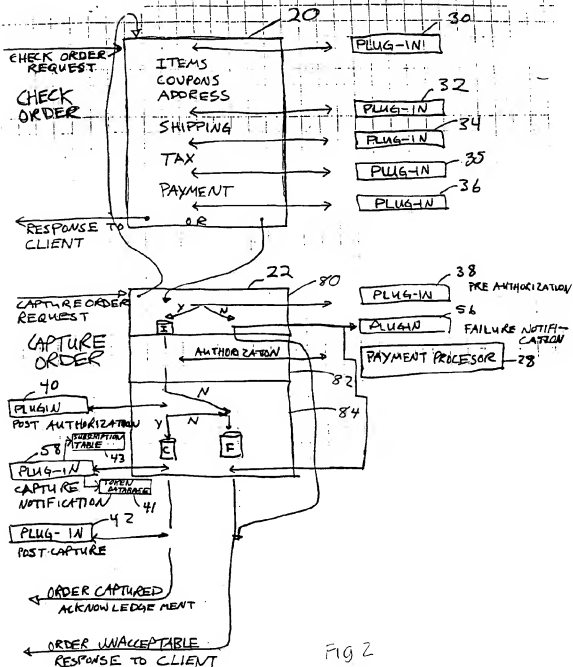 20
30
CHECK ORDER
REQUEST
PLUG-IN!
ITEMS
COUPONS
ADDRESS
CHECK
ORDER
32
PLUG-IN
SHIPPING
34
PLUG-IN
TAX
35
PLUG-IN
PAYMENT
36
PLUG-IN
OR
RESPONSE TO
CLIENT
22
80
38
CAPTURE ORDER
REQUEST
Y
N
PLUG-IN
PRE AUTHORIZATION
56
I
PLUGIN
FAILURE NOTIFI-
CATION
CAPTURE
ORDER
AUTHORIZATION
PAYMENT PROCESOR
28
82
40
N
84
PLUGIN
POST AUTHORIZATION
Y
N
58
SUBSCRIPTION
TABLE
43
C
F
PLUG-IN
CAPTURE
NOTIFICATION
TOKEN
DATABASE
41
42
PLUG-IN
POST-CAPTURE
ORDER CAPTURED
ACKNOWLEDGEMENT
ORDER UNACCEPTABLE
RESPONSE TO CLIENT
Fig 2